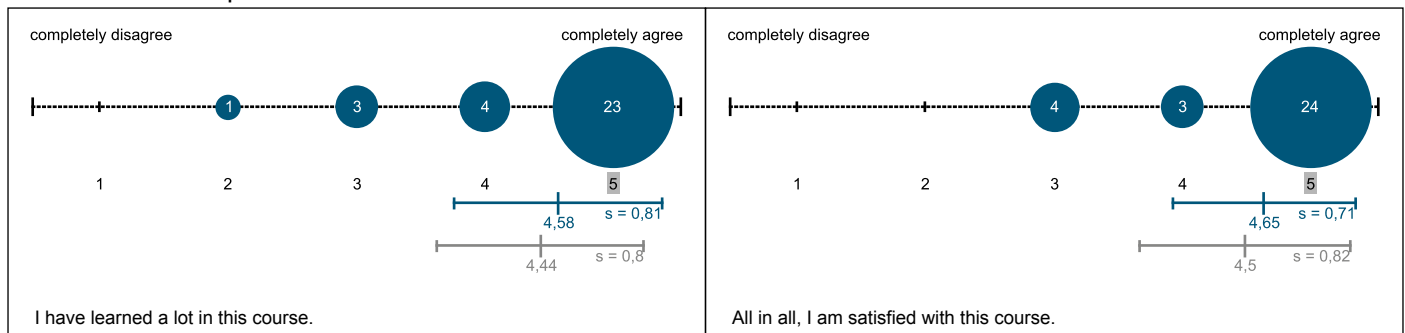 completely disagree completely agree
1 3 4 23
1 2 3 4 5
s = 0,81
4,58
s = 0,8
4,44
I have learned a lot in this course.
completely disagree completely agree
4 3 24
1 2 3 4 5
s = 0,71
4,65
s = 0,82
4,5
All in all, I am satisfied with this course.